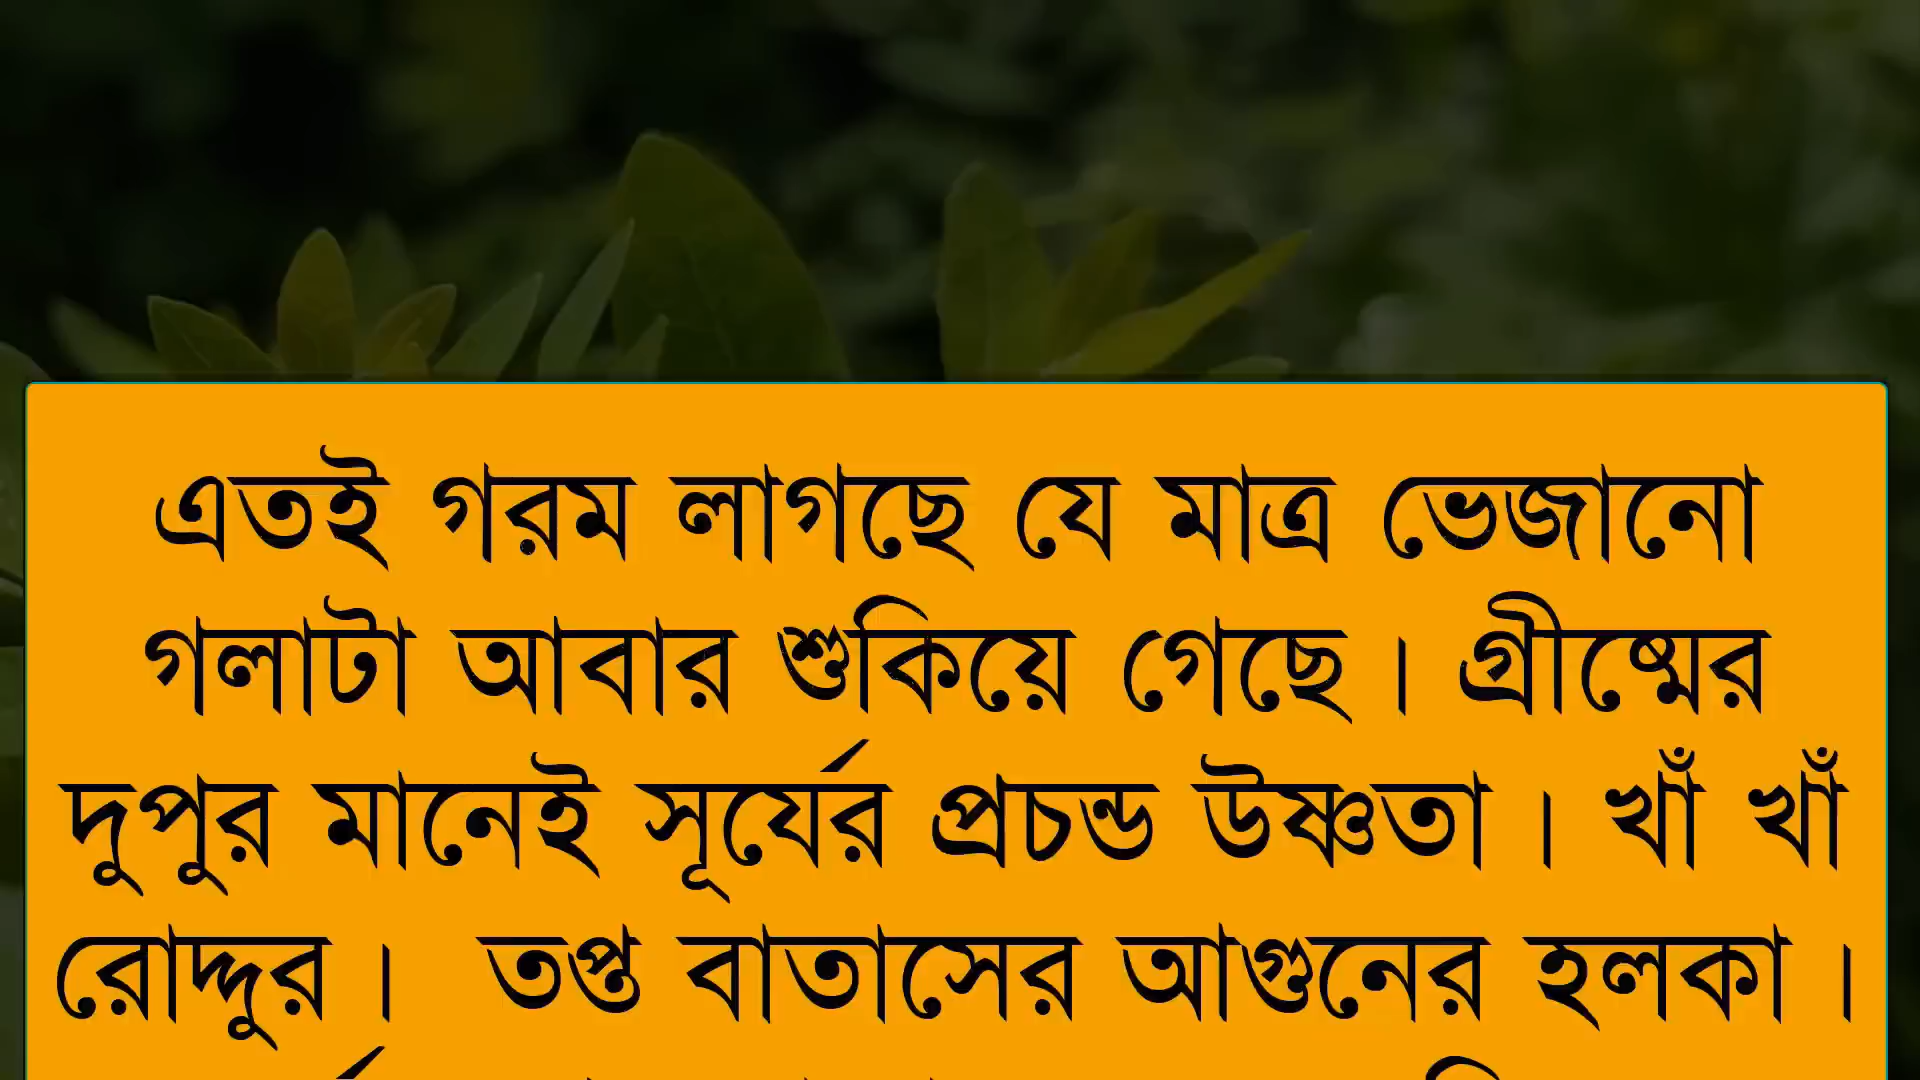 এতই গরম লাগছে যে মাত্র ভেজানো
গলাটা আবার শুকিয়ে গেছে। গ্রীষ্মের
দুপুর মানেই সূর্যের প্রচন্ড উষ্ণতা। খাঁ খাঁ
রোদ্দুর। তপ্ত বাতাসের আগুনের হলকা।